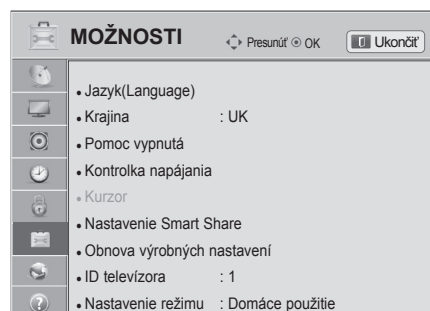 MOŽNOSTI Presunúť OK Ukončiť
• Jazyk(Language)
• Krajina : UK
• Pomoc vypnutá
• Kontrolka napájania
• Kurzor
• Nastavenie Smart Share
• Obnova výrobných nastavení
• ID televízora : 1
• Nastavenie režimu : Domáce použitie